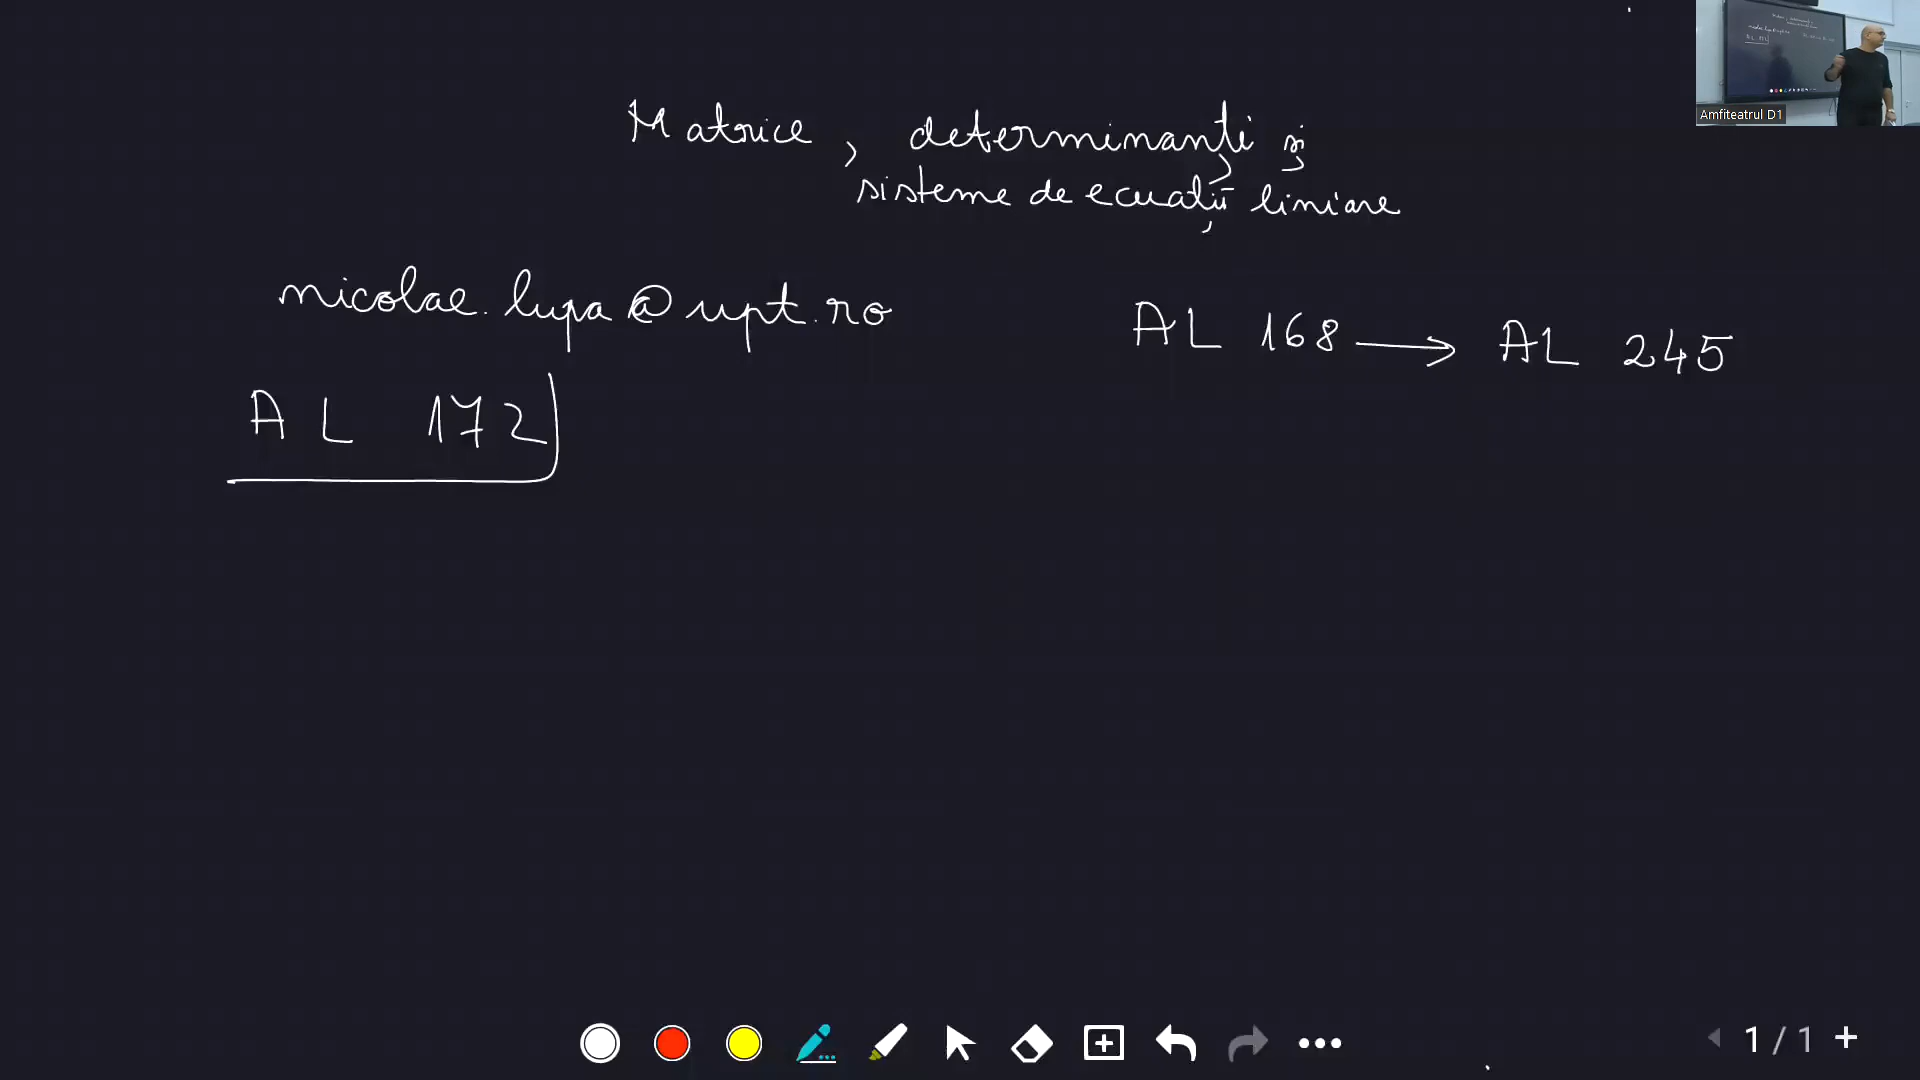 Matrice, determinanți și
sisteme de ecuații liniare
nicolae.lupa@upt.ro
AL 168 → AL 245
AL 172
Amfiteatrul D1
1 / 1